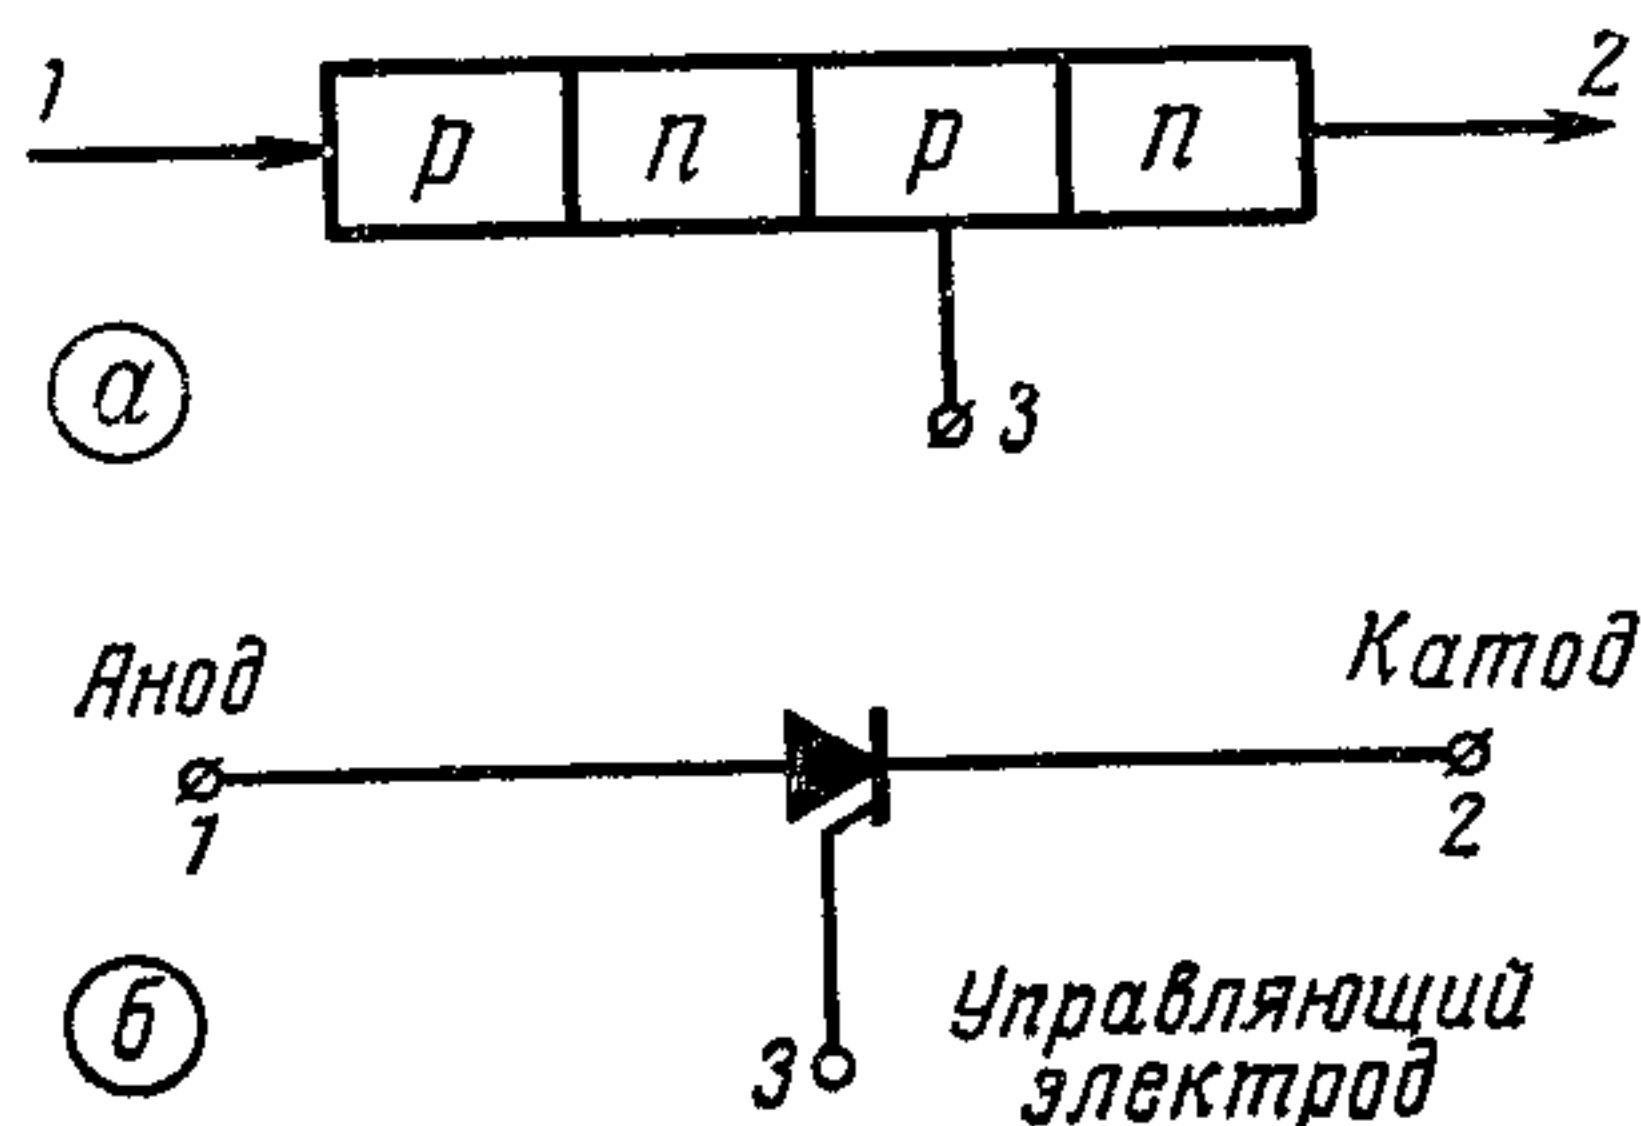 1 p n p n 2
3
а
Анод Катод
1 2
б
3 Управляющий
электрод